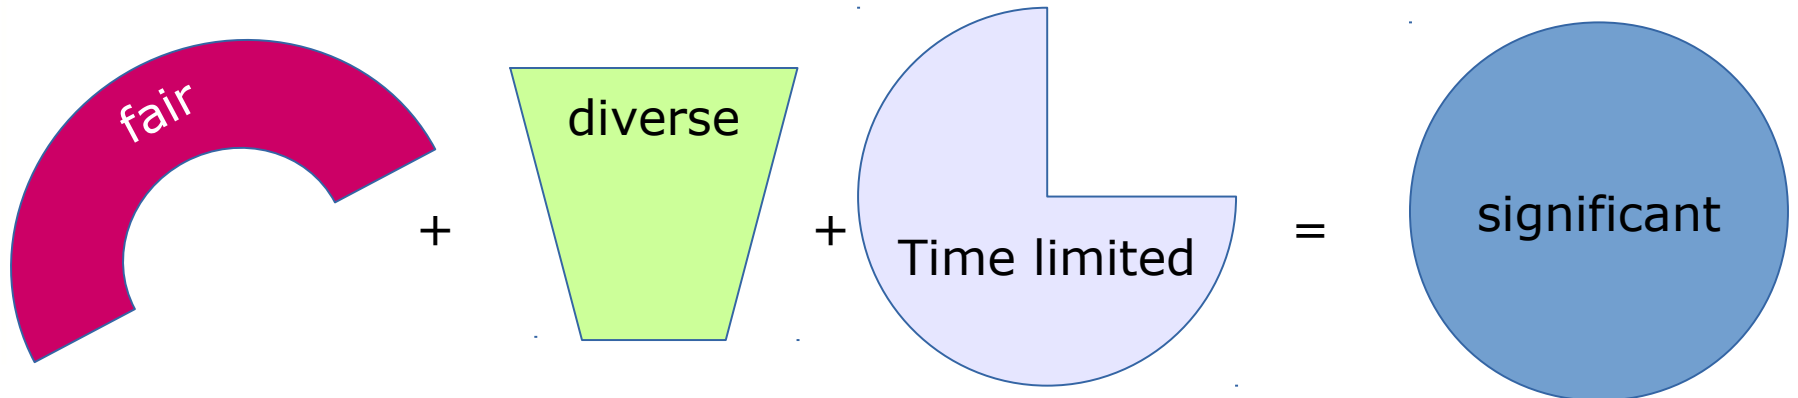 fair + diverse + Time limited = significant